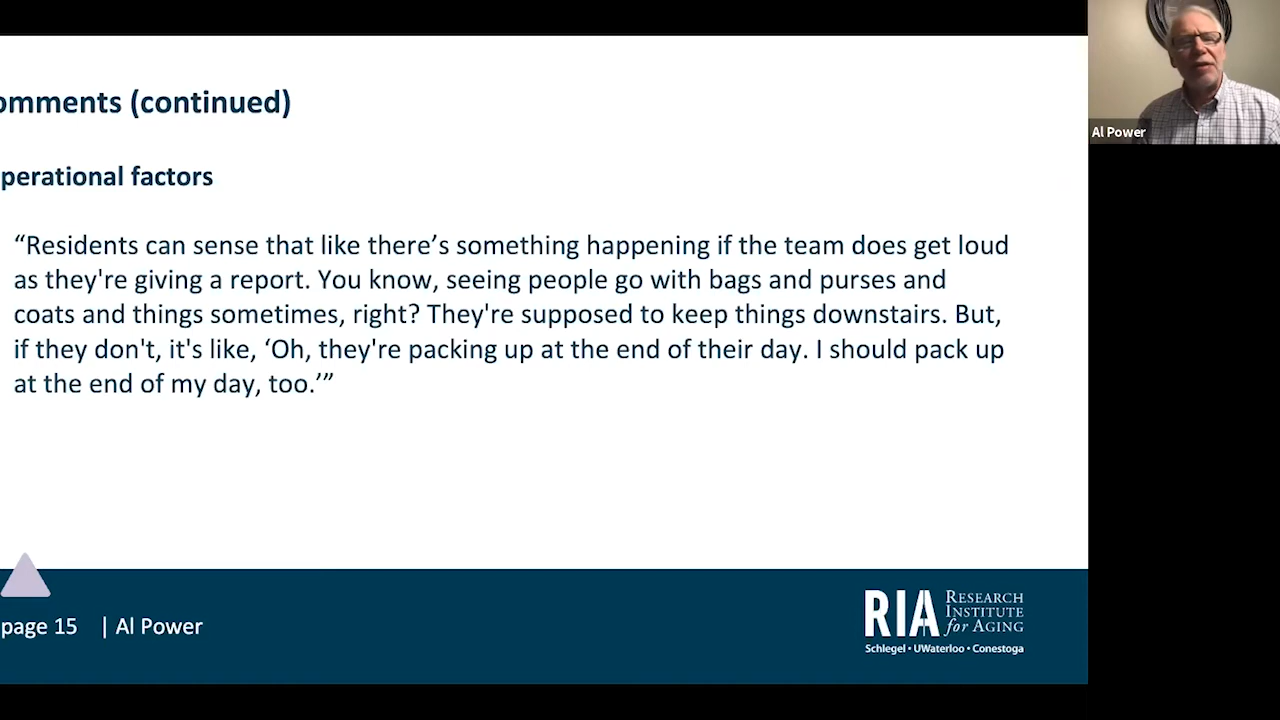 omments (continued)
perational factors
“Residents can sense that like there’s something happening if the team does get loud
as they're giving a report. You know, seeing people go with bags and purses and
coats and things sometimes, right? They're supposed to keep things downstairs. But,
if they don't, it's like, ‘Oh, they're packing up at the end of their day. I should pack up
at the end of my day, too.’”
page 15 | Al Power
RIA RESEARCH
INSTITUTE
for AGING
Schlegel • UWaterloo • Conestoga
Al Power